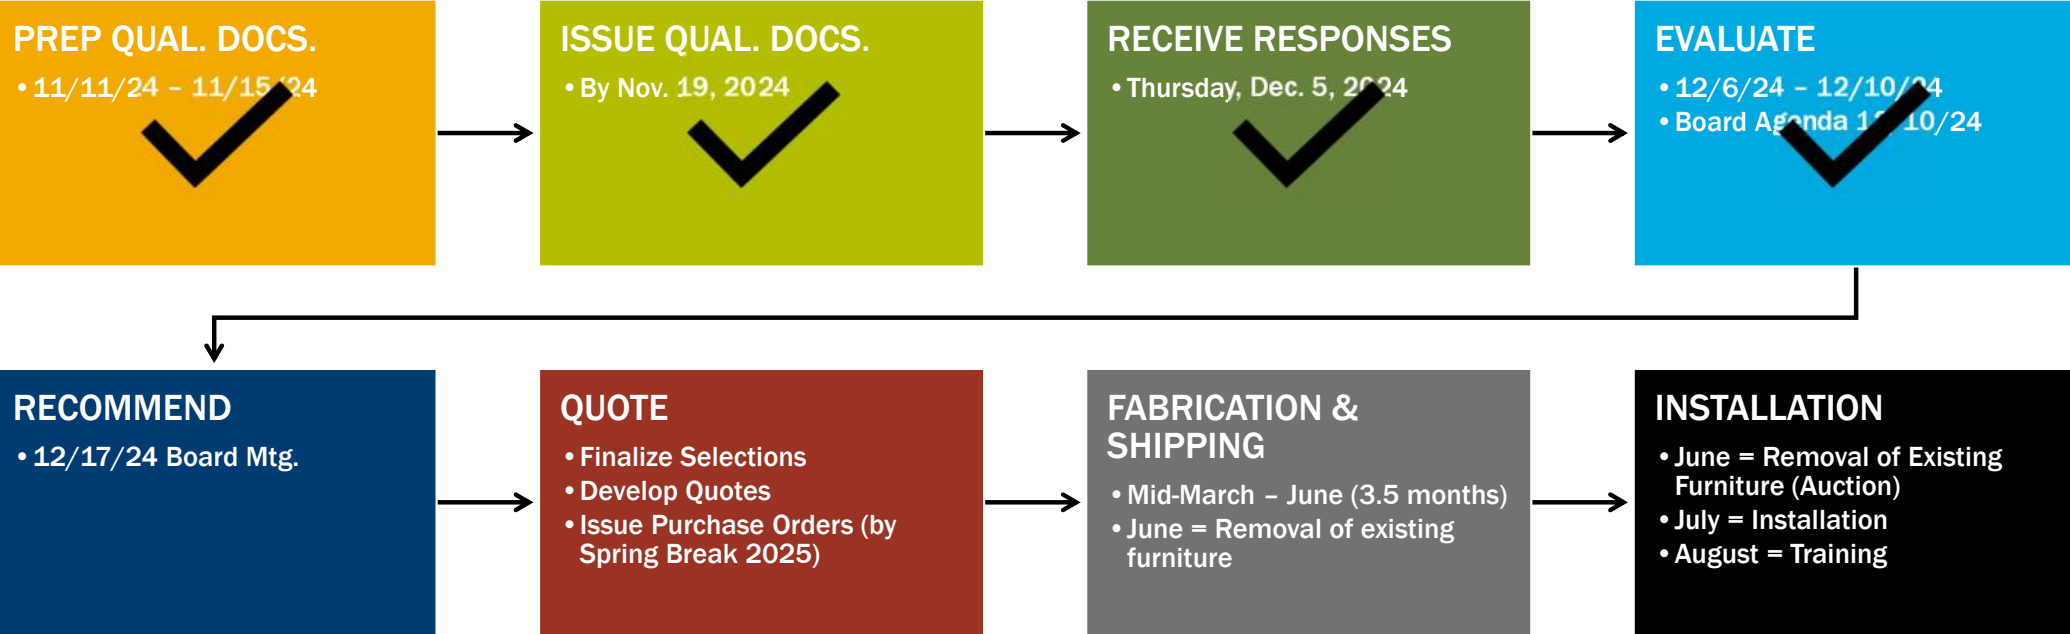 PREP QUAL. DOCS.
•11/11/24 – 11/15/24
ISSUE QUAL. DOCS.
•By Nov. 19, 2024
RECEIVE RESPONSES
•Thursday, Dec. 5, 2024
EVALUATE
•12/6/24 – 12/10/24
•Board Agenda 12/10/24
RECOMMEND
•12/17/24 Board Mtg.
QUOTE
•Finalize Selections
•Develop Quotes
•Issue Purchase Orders (by
Spring Break 2025)
FABRICATION &
SHIPPING
•Mid-March – June (3.5 months)
•June = Removal of existing
furniture
INSTALLATION
•June = Removal of Existing
Furniture (Auction)
•July = Installation
•August = Training